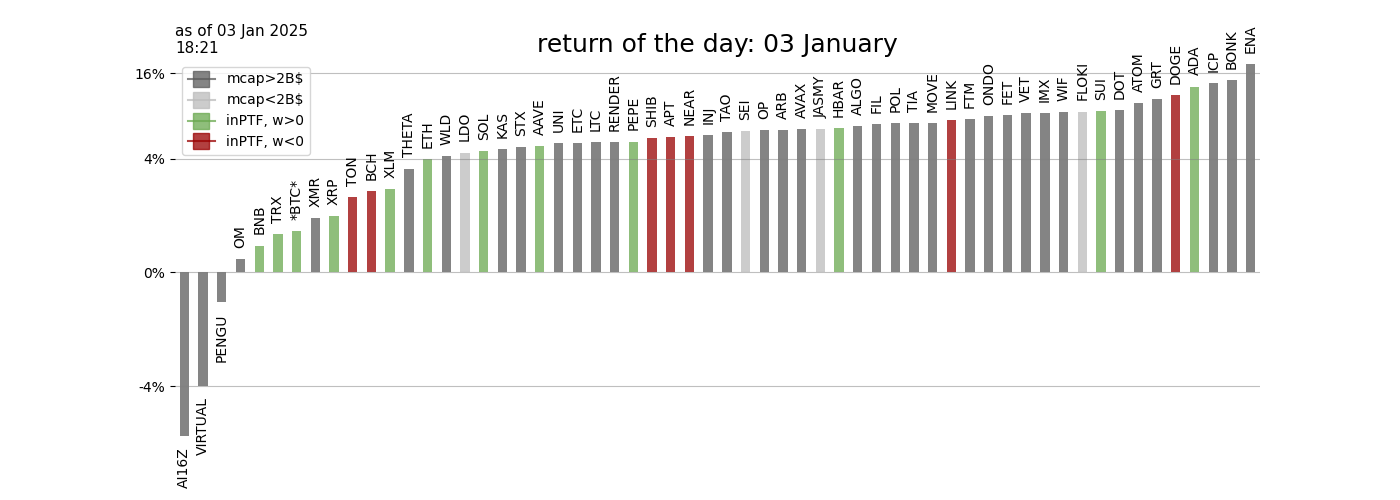 as of 03 Jan 2025
18:21
return of the day: 03 January
mcap>2B$
mcap<2B$
inPTF, w>0
inPTF, w<0
16%
4%
0%
-4%
AI16Z
VIRTUAL
PENGU
OM
BNB
TRX
*BTC*
XMR
XRP
TON
BCH
XLM
THETA
ETH
WLD
LDO
SOL
KAS
STX
AAVE
UNI
ETC
LTC
RENDER
PEPE
SHIB
APT
NEAR
INJ
TAO
SEI
OP
ARB
AVAX
JASMY
HBAR
ALGO
FIL
POL
TIA
MOVE
LINK
FTM
ONDO
FET
VET
IMX
WIF
FLOKI
SUI
DOT
ATOM
GRT
DOGE
ADA
ICP
BONK
ENA